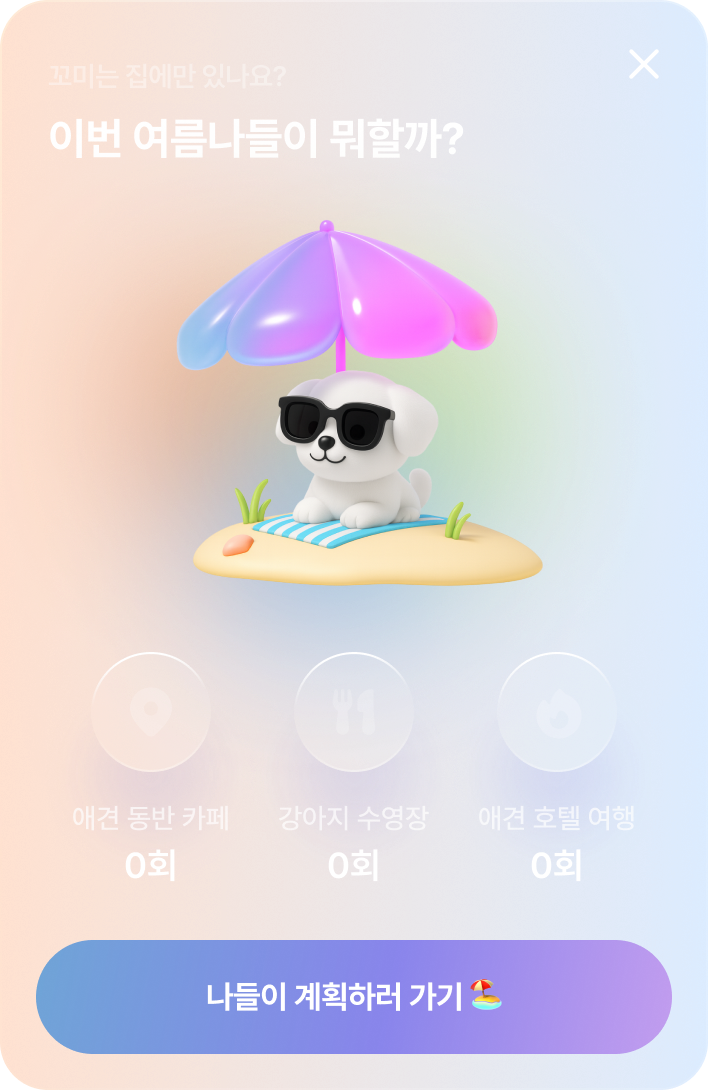 꼬미는 집에만 있나요?
이번 여름나들이 뭐할까?
애견 동반 카페
강아지 수영장
애견 호텔 여행
0회
0회
0회
나들이 계획하러 가기 🏖️